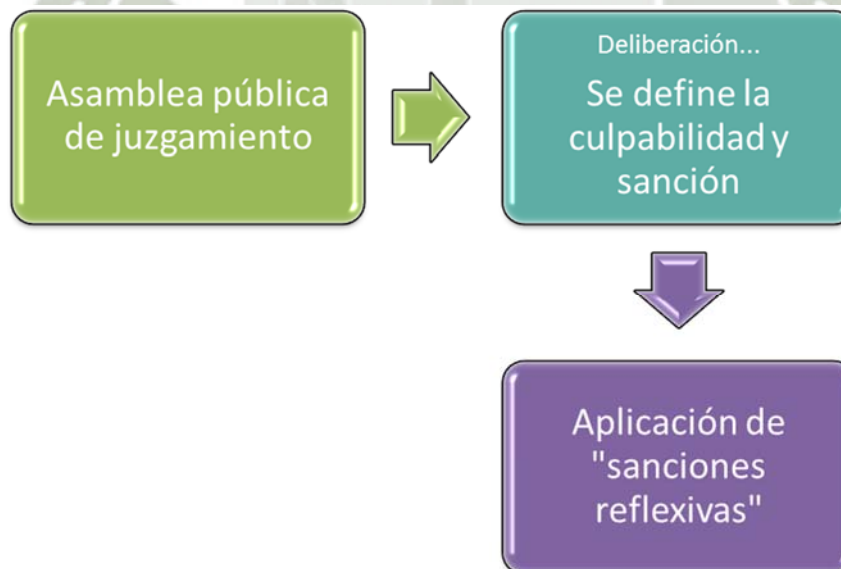 Asamblea pública
de juzgamiento
Deliberación...
Se define la
culpabilidad y
sanción
Aplicación de
"sanciones
reflexivas"